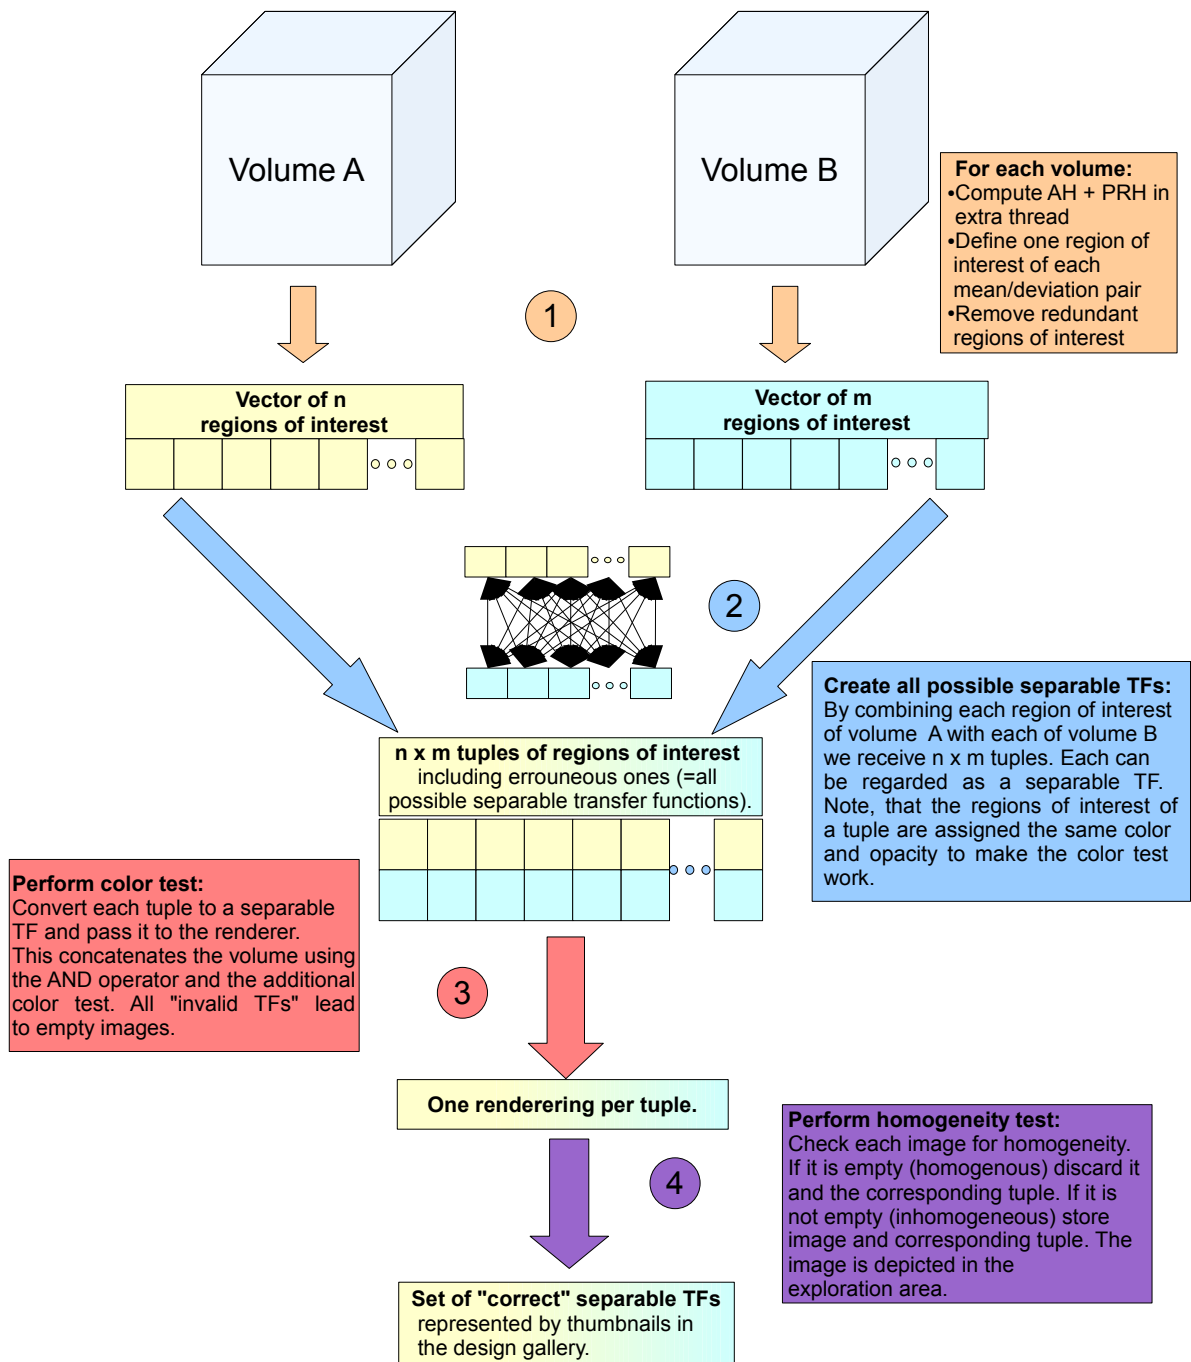 Volume A
Volume B
For each volume:
•Compute AH + PRH in
extra thread
•Define one region of
interest of each
mean/deviation pair
•Remove redundant
regions of interest
1
Vector of n
regions of interest
Vector of m
regions of interest
2
Create all possible separable TFs:
By combining each region of interest
of volume A with each of volume B
we receive n x m tuples. Each can
be regarded as a separable TF.
Note, that the regions of interest of
a tuple are assigned the same color
and opacity to make the color test
work.
n x m tuples of regions of interest
including errouneous ones (=all
possible separable transfer functions).
Perform color test:
Convert each tuple to a separable
TF and pass it to the renderer.
This concatenates the volume using
the AND operator and the additional
color test. All "invalid TFs" lead
to empty images.
3
One renderering per tuple.
Perform homogeneity test:
Check each image for homogeneity.
If it is empty (homogenous) discard it
and the corresponding tuple. If it is
not empty (inhomogeneous) store
image and corresponding tuple. The
image is depicted in the
exploration area.
4
Set of "correct" separable TFs
represented by thumbnails in
the design gallery.